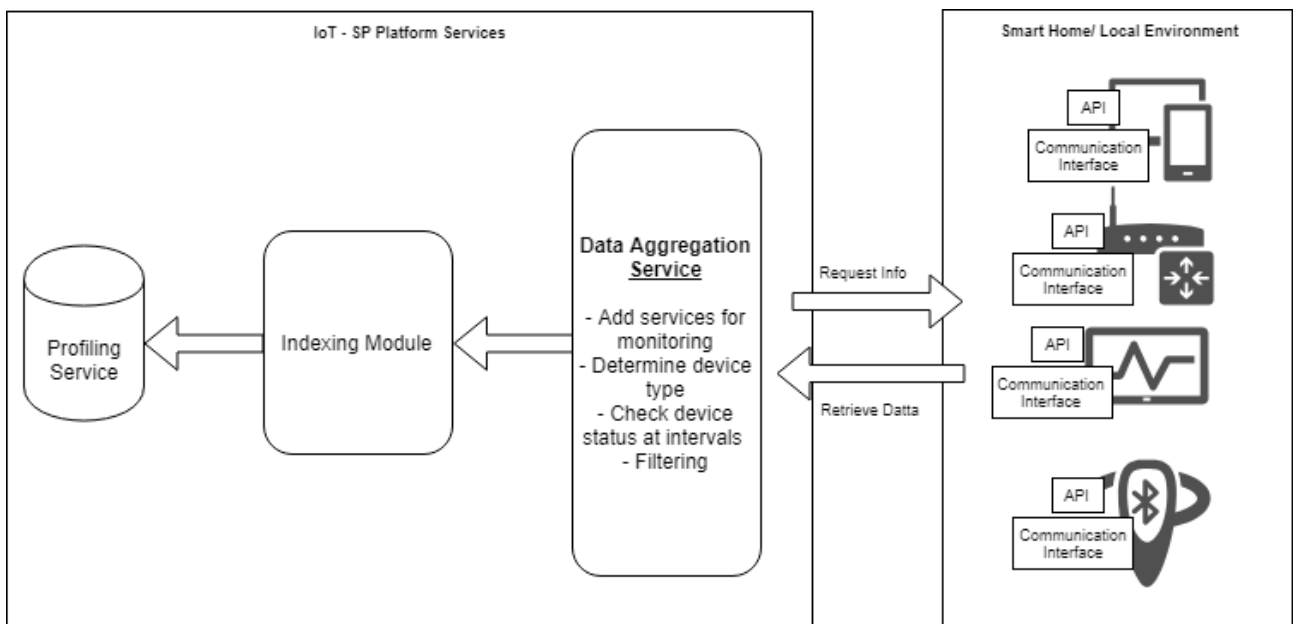 IoT - SP Platform Services
Profiling
Service
Indexing Module
Data Aggregation
Service
- Add services for
monitoring
- Determine device
type
- Check device
status at intervals
- Filtering
Request Info
Retrieve Datta
Smart Home/ Local Environment
API
Communication
Interface
API
Communication
Interface
API
Communication
Interface
API
Communication
Interface